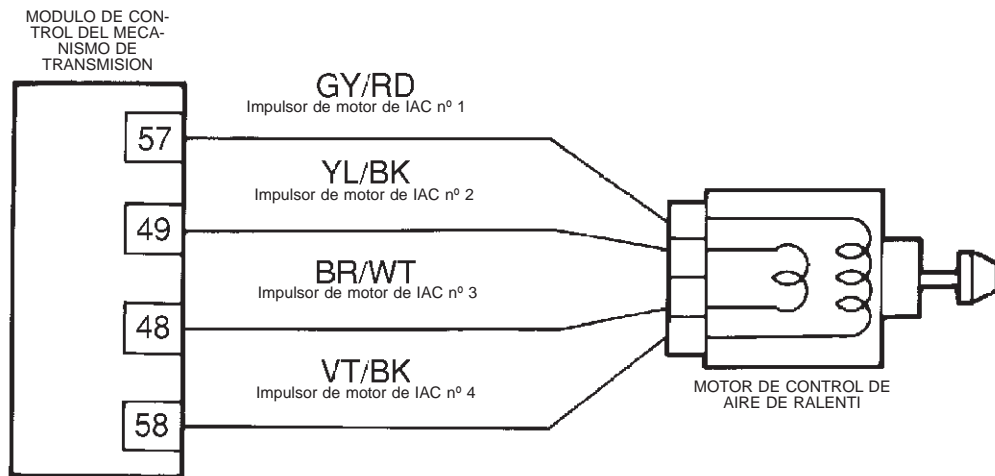 MODULO DE CON-
TROL DEL MECA-
NISMO DE
TRANSMISION
57
GY/RD
Impulsor de motor de IAC nº 1
49
YL/BK
Impulsor de motor de IAC nº 2
48
BR/WT
Impulsor de motor de IAC nº 3
58
VT/BK
Impulsor de motor de IAC nº 4
MOTOR DE CONTROL DE
AIRE DE RALENTI